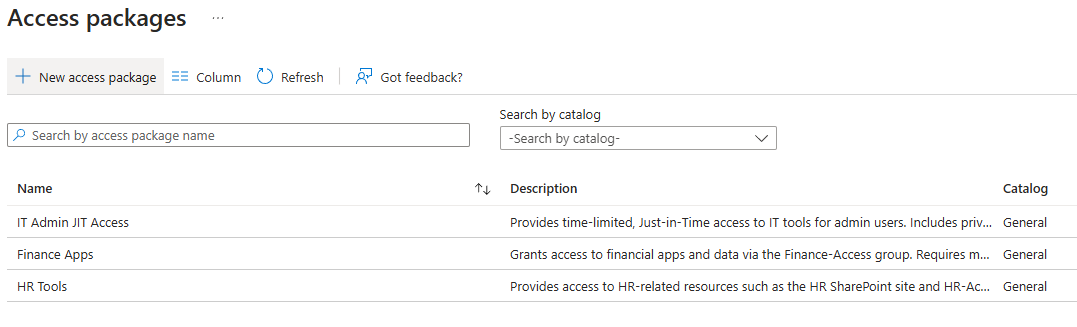 Access packages ...
+ New access package Column Refresh Got feedback?
Search by catalog
Search by access package name -Search by catalog-
Name Description Catalog
IT Admin JIT Access Provides time-limited, Just-in-Time access to IT tools for admin users. Includes priv... General
Finance Apps Grants access to financial apps and data via the Finance-Access group. Requires m... General
HR Tools Provides access to HR-related resources such as the HR SharePoint site and HR-Ac... General